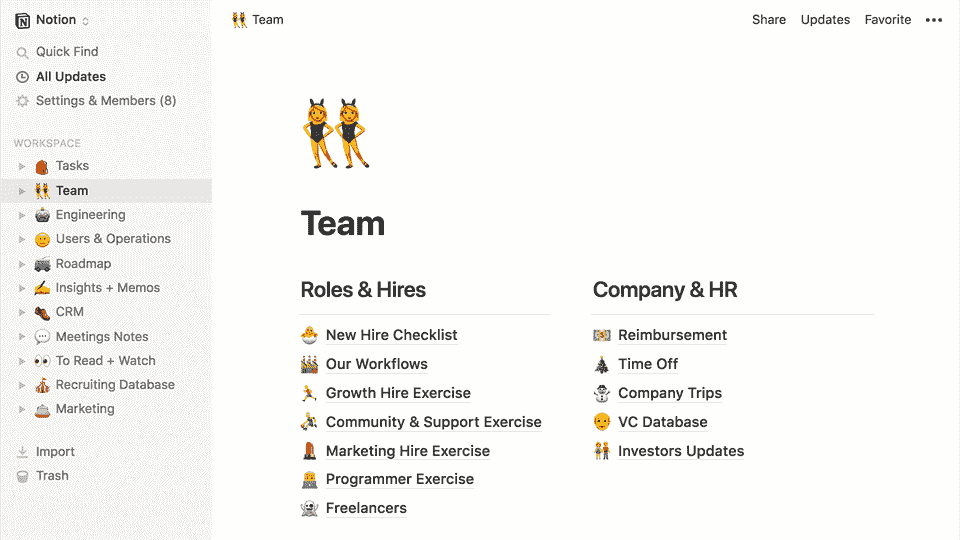 Notion
Quick Find
All Updates
Settings & Members (8)
WORKSPACE
Tasks
Team
Engineering
Users & Operations
Roadmap
Insights + Memos
CRM
Meetings Notes
To Read + Watch
Recruiting Database
Marketing
Import
Trash
Team
Share Updates Favorite
Team
Roles & Hires
New Hire Checklist
Our Workflows
Growth Hire Exercise
Community & Support Exercise
Marketing Hire Exercise
Programmer Exercise
Freelancers
Company & HR
Reimbursement
Time Off
Company Trips
VC Database
Investors Updates